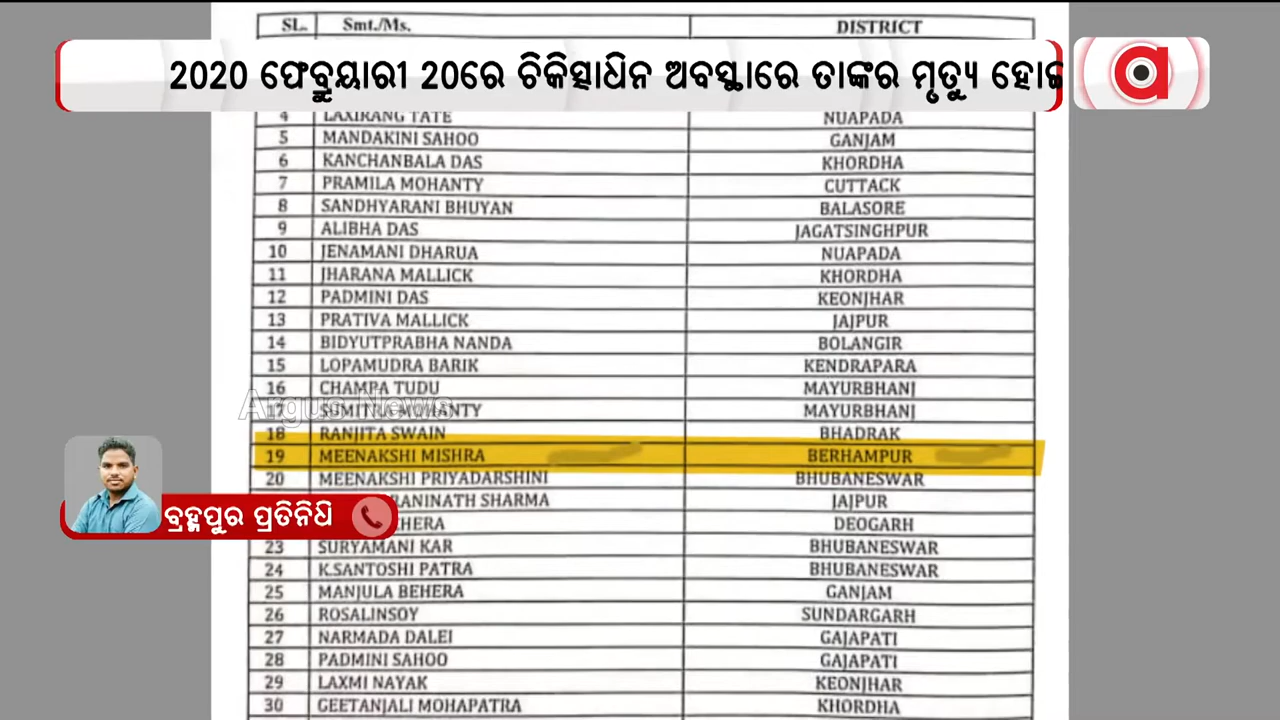 SL. Smt./Ms. DISTRICT
2020 ଫେବୃୟାରୀ 20ରେ ଚିକିତ୍ସାଧିନ ଅବସ୍ଥାରେ ତାଙ୍କର ମୃତ୍ୟୁ ହୋଇ
a
4 LAXIRANG TATE NUAPADA
5 MANDAKINI SAHOO GANJAM
6 KANCHANBALA DAS KHORDHA
7 PRAMILA MOHANTY CUTTACK
8 SANDHYARANI BHUYAN BALASORE
9 ALIBHA DAS JAGATSINGHPUR
10 JENAMANI DHARUA NUAPADA
11 JHARANA MALLICK KHORDHA
12 PADMINI DAS KEONJHAR
13 PRATIVA MALLICK JAJPUR
14 BIDYUTPRABHA NANDA BOLANGIR
15 LOPAMUDRA BARIK KENDRAPARA
16 CHAMPA TUDU MAYURBHANJ
Argus News
17 SUMITRA MOHANTY MAYURBHANJ
18 RANJITA SWAIN BHADRAK
19 MEENAKSHI MISHRA BERHAMPUR
20 MEENAKSHI PRIYADARSHINI BHUBANESWAR
RANINATH SHARMA JAJPUR
ବ୍ରହ୍ମପୁର ପ୍ରତିନିଧି
EHERA DEOGARH
23 SURYAMANI KAR BHUBANESWAR
24 K.SANTOSHI PATRA BHUBANESWAR
25 MANJULA BEHERA GANJAM
26 ROSALINSOY SUNDARGARH
27 NARMADA DALEI GAJAPATI
28 PADMINI SAHOO GAJAPATI
29 LAXMI NAYAK KEONJHAR
30 GEETANJALI MOHAPATRA KHORDHA